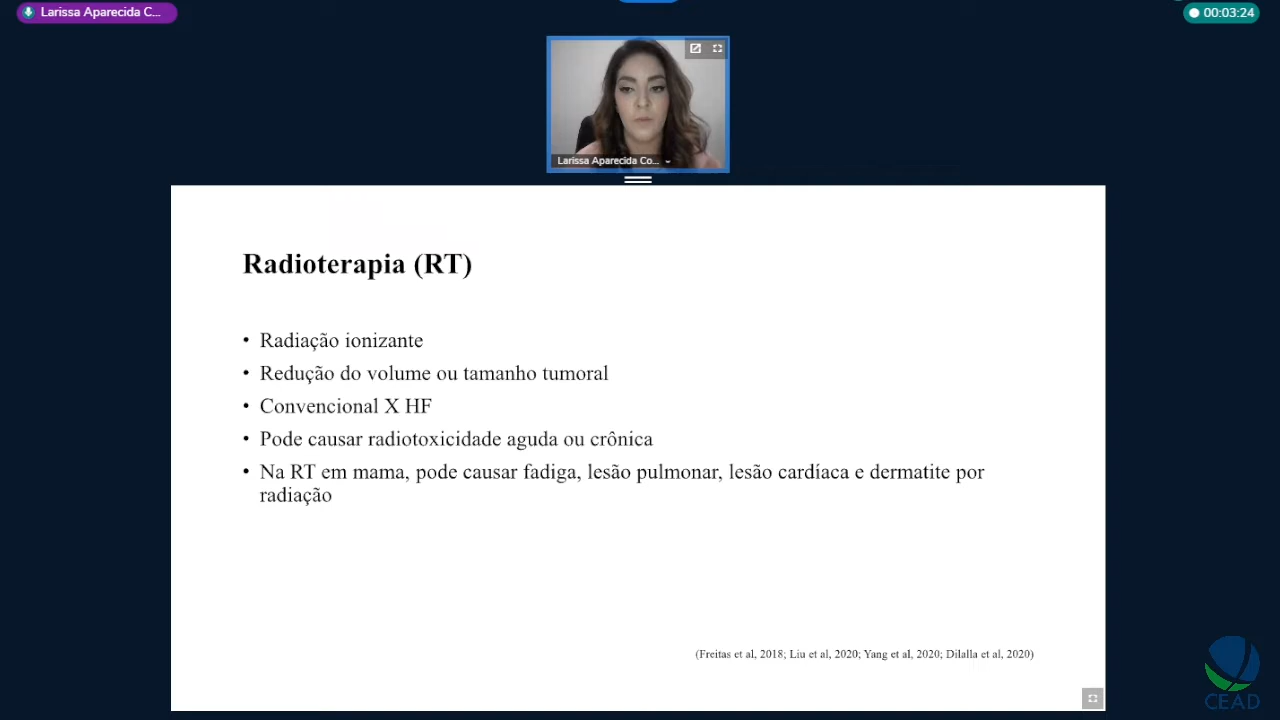 Larissa Aparecida C...
00:03:24
Larissa Aparecida Co...
Radioterapia (RT)
• Radiação ionizante
• Redução do volume ou tamanho tumoral
• Convencional X HF
• Pode causar radiotoxicidade aguda ou crônica
• Na RT em mama, pode causar fadiga, lesão pulmonar, lesão cardíaca e dermatite por
radiação
(Freitas et al, 2018; Liu et al, 2020; Yang et al, 2020; Dilalla et al, 2020)
CEAD